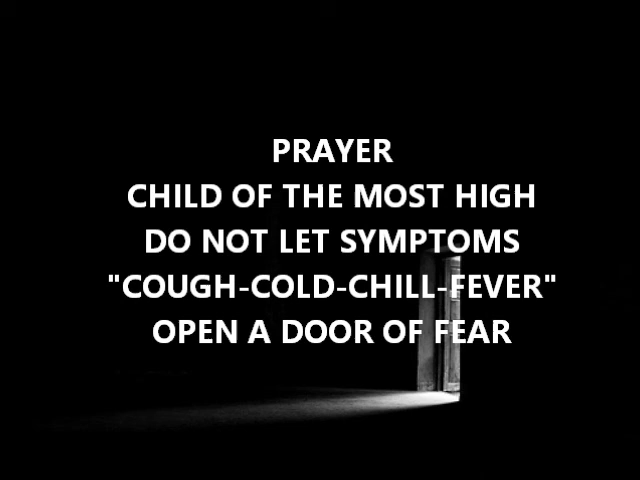 PRAYER
CHILD OF THE MOST HIGH
DO NOT LET SYMPTOMS
"COUGH-COLD-CHILL-FEVER"
OPEN A DOOR OF FEAR